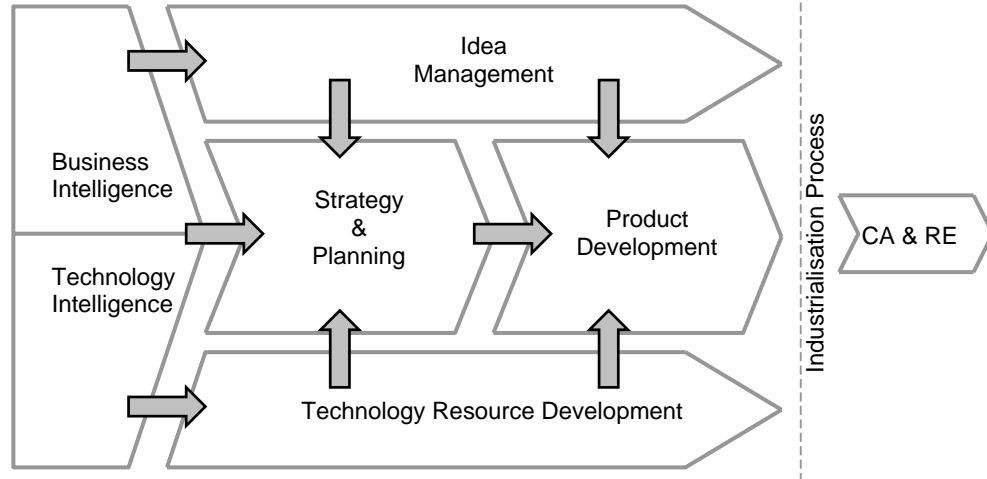 Idea
Management
Business
Intelligence
Technology
Intelligence
Strategy
&
Planning
Product
Development
Technology Resource Development
Industrialisation Process
CA & RE